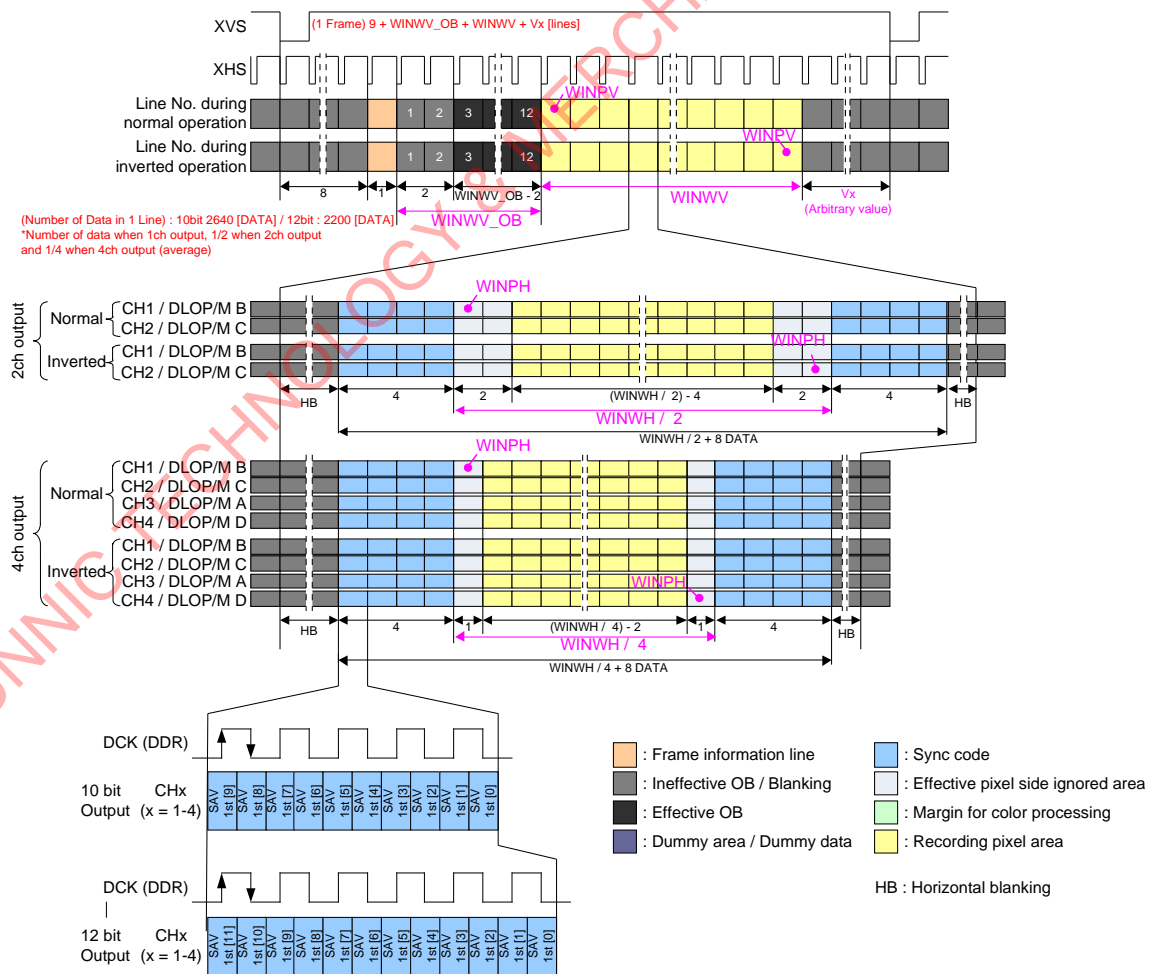 XVS
(1 Frame) 9 + WINWV_OB + WINWV + Vx [lines]
XHS
Line No. during
normal operation
1 2 3 12
WINPV
Line No. during
inverted operation
1 2 3 12
WINPV
8 1 2 WINWV_OB - 2
WINWV_OB
WINWV
Vx
(Arbitrary value)
(Number of Data in 1 Line) : 10bit 2640 [DATA] / 12bit : 2200 [DATA]
*Number of data when 1ch output, 1/2 when 2ch output
and 1/4 when 4ch output (average)
2ch output
Normal
CH1 / DLOP/M B
CH2 / DLOP/M C
WINPH
Inverted
CH1 / DLOP/M B
CH2 / DLOP/M C
WINPH
HB 4 2 (WINWH / 2) - 4 2 4 HB
WINWH / 2
WINWH / 2 + 8 DATA
4ch output
Normal
CH1 / DLOP/M B
CH2 / DLOP/M C
CH3 / DLOP/M A
CH4 / DLOP/M D
WINPH
Inverted
CH1 / DLOP/M B
CH2 / DLOP/M C
CH3 / DLOP/M A
CH4 / DLOP/M D
WINPH
HB 4 1 (WINWH / 4) - 2 1 4 HB
WINWH / 4
WINWH / 4 + 8 DATA
DCK (DDR)
10 bit CHx
Output (x = 1-4)
SAV 1st [9] SAV 1st [8] SAV 1st [7] SAV 1st [6] SAV 1st [5] SAV 1st [4] SAV 1st [3] SAV 1st [2] SAV 1st [1] SAV 1st [0]
DCK (DDR)
12 bit CHx
Output (x = 1-4)
SAV 1st [11] SAV 1st [10] SAV 1st [9] SAV 1st [8] SAV 1st [7] SAV 1st [6] SAV 1st [5] SAV 1st [4] SAV 1st [3] SAV 1st [2] SAV 1st [1] SAV 1st [0]
: Frame information line
: Ineffective OB / Blanking
: Effective OB
: Dummy area / Dummy data
: Sync code
: Effective pixel side ignored area
: Margin for color processing
: Recording pixel area
HB : Horizontal blanking
ONNIC TECHNOLOGY & MERCH